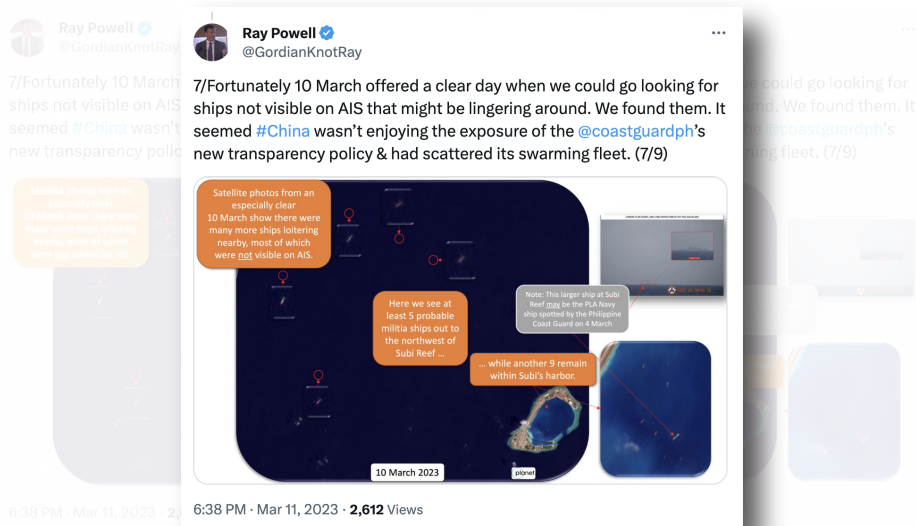 Ray Powell
@GordianKnotRay
7/Fortunately 10 March offered a clear day when we could go looking for
ships not visible on AIS that might be lingering around. We found them. It
seemed #China wasn't enjoying the exposure of the @coastguardph's
new transparency policy & had scattered its swarming fleet. (7/9)
Satellite photos from an
especially clear
10 March show there were
many more ships loitering
nearby, most of which
were not visible on AIS.
Here we see at
least 5 probable
militia ships out to
the northwest of
Subi Reef ...
Note: This larger ship at Subi
Reef may be the PLA Navy
ship spotted by the Philippine
Coast Guard on 4 March
... while another 9 remain
within Subi's harbor.
10 March 2023
planet
6:38 PM · Mar 11, 2023 · 2,612 Views